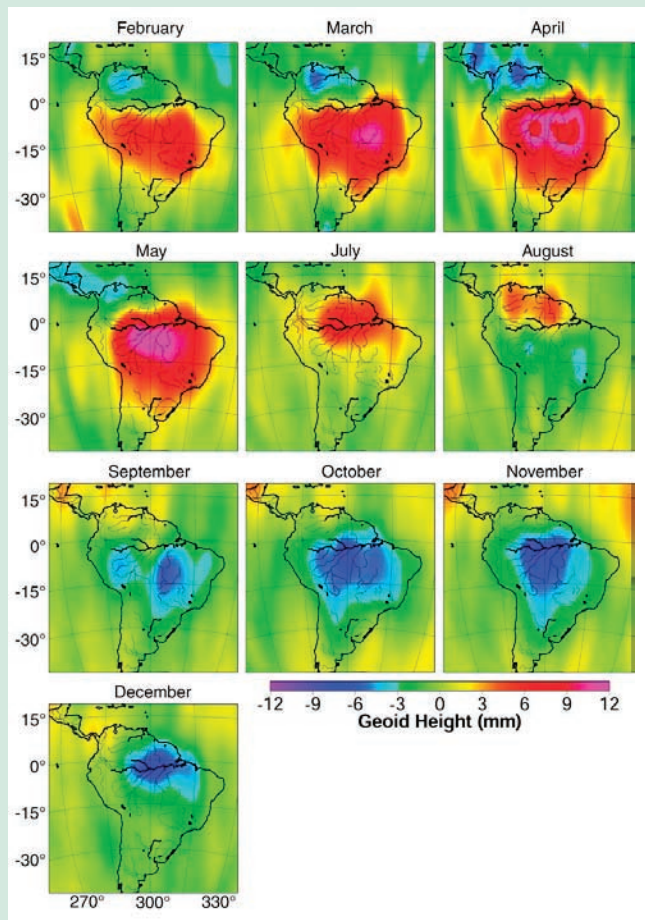 February March April
15°
0°
-15°
-30°
May July August
15°
0°
-15°
-30°
September October November
15°
0°
-15°
-30°
December
-12 -9 -6 -3 0 3 6 9 12
Geoid Height (mm)
15°
0°
-15°
-30°
270° 300° 330°